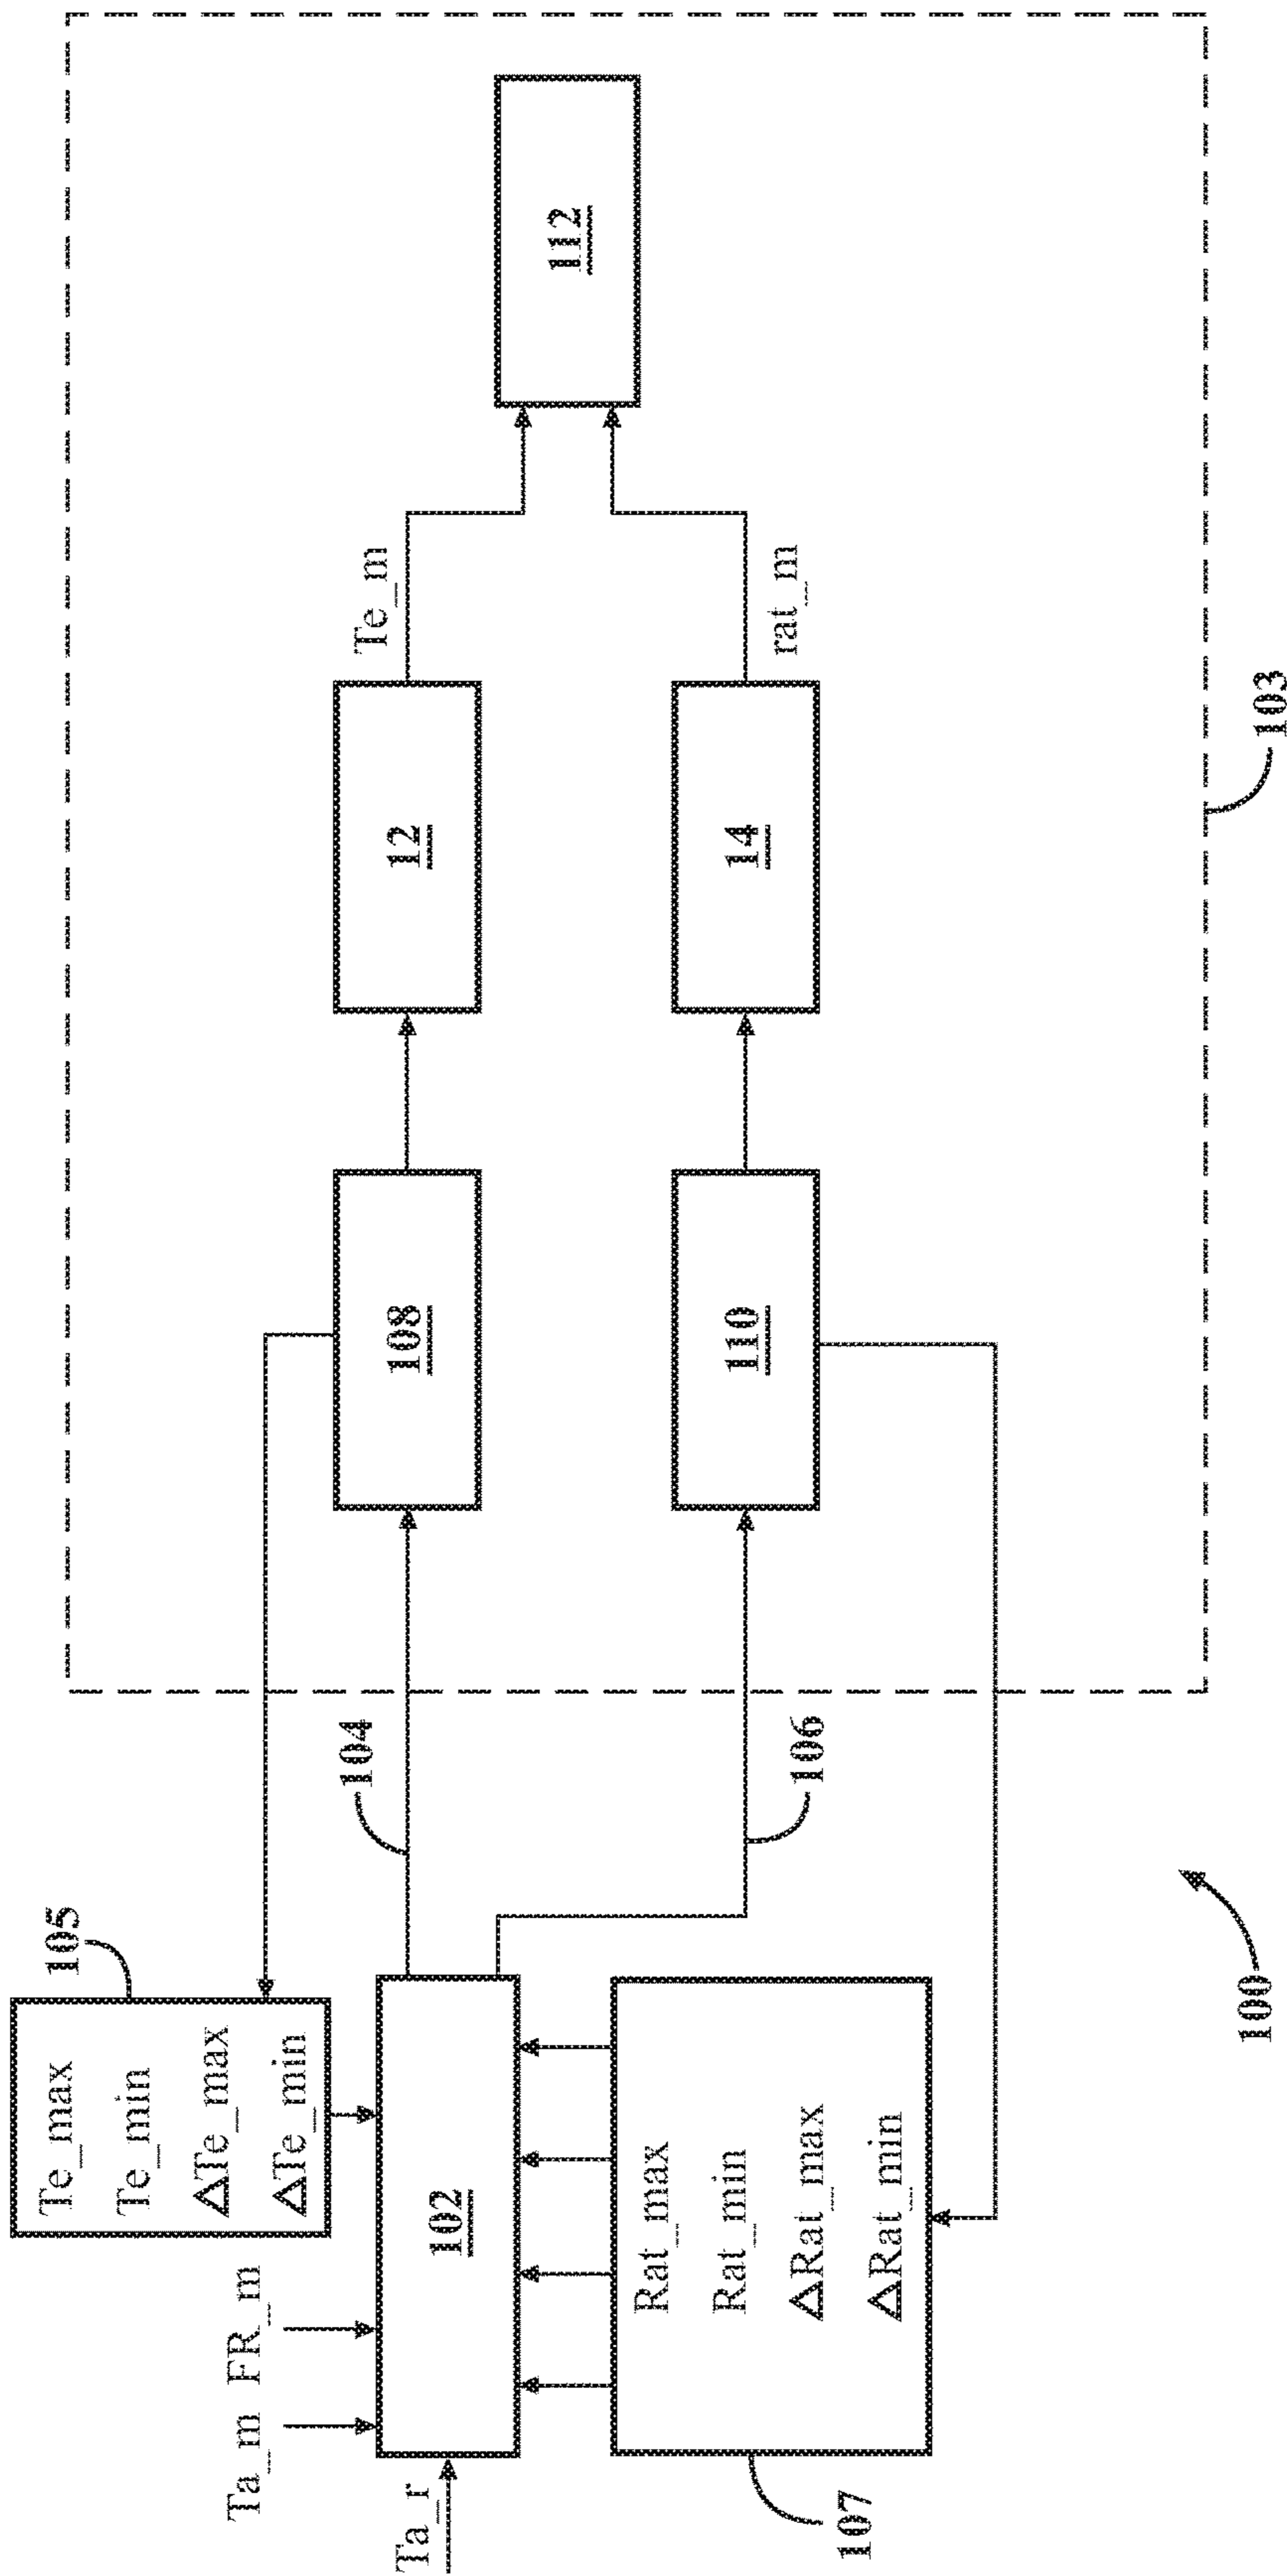 105
Te_max
Te_min
ΔTe_max
ΔTe_min
Ta_m FR_m
Ta_r
102
104
106
107
Rat_max
Rat_min
ΔRat_max
ΔRat_min
108
110
12
14
Te_m
rat_m
112
103
100